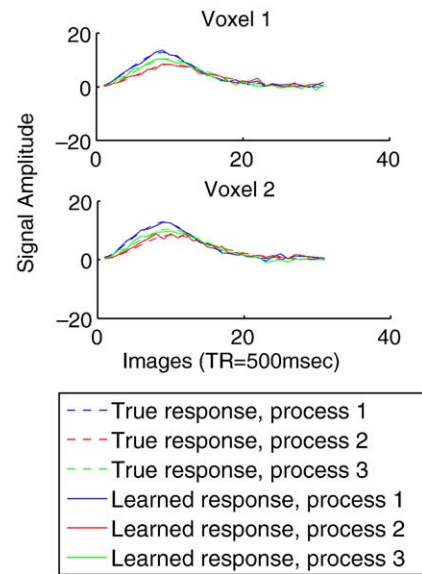 Voxel 1
20
0
−20
0
20
40
Voxel 2
20
0
−20
0
20
40
Signal Amplitude
Images (TR=500msec)
True response, process 1
True response, process 2
True response, process 3
Learned response, process 1
Learned response, process 2
Learned response, process 3